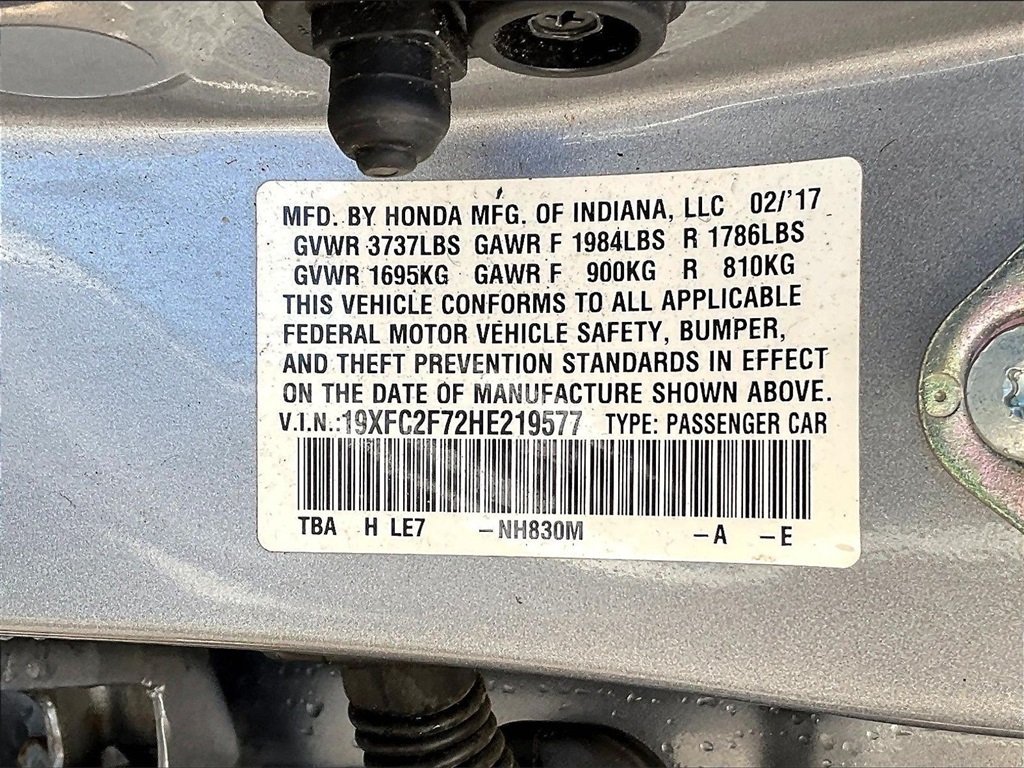 MFD. BY HONDA MFG. OF INDIANA, LLC 02/'17
GVWR 3737LBS GAWR F 1984LBS R 1786LBS
GVWR 1695KG GAWR F 900KG R 810KG
THIS VEHICLE CONFORMS TO ALL APPLICABLE
FEDERAL MOTOR VEHICLE SAFETY, BUMPER,
AND THEFT PREVENTION STANDARDS IN EFFECT
ON THE DATE OF MANUFACTURE SHOWN ABOVE.
V.I.N.:19XFC2F72HE219577 TYPE: PASSENGER CAR
TBA H LE7 –NH830M –A –E